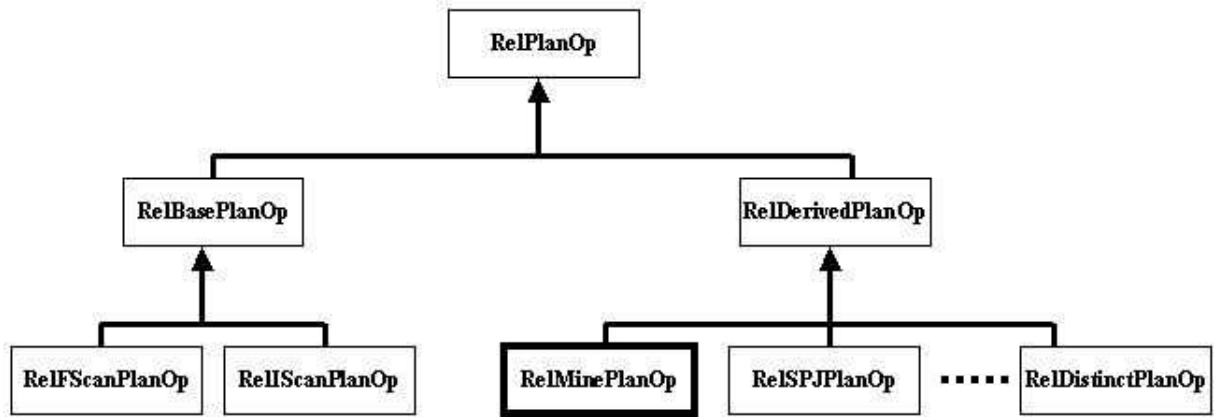 RelPlanOp
RelBasePlanOp
RelDerivedPlanOp
RelFScanPlanOp
RelIScanPlanOp
RelMinePlanOp
RelSPJPlanOp
RelDistinctPlanOp